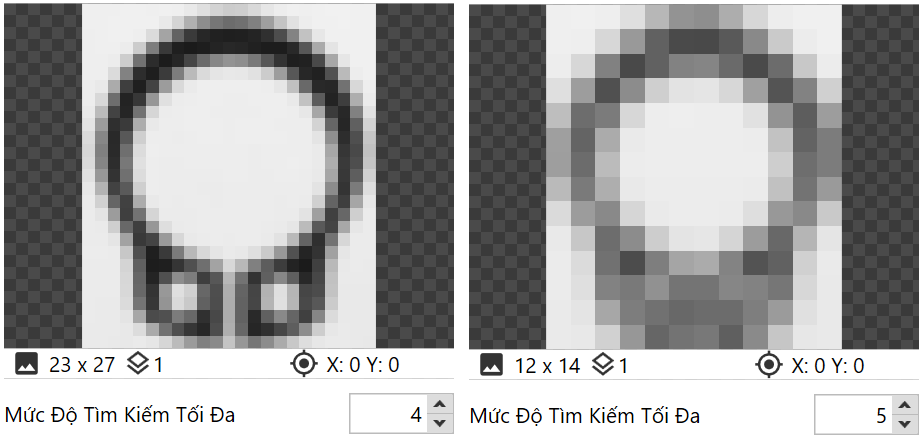 23 x 27 1 X: 0 Y: 0
Mức Độ Tìm Kiếm Tối Đa 4
12 x 14 1 X: 0 Y: 0
Mức Độ Tìm Kiếm Tối Đa 5